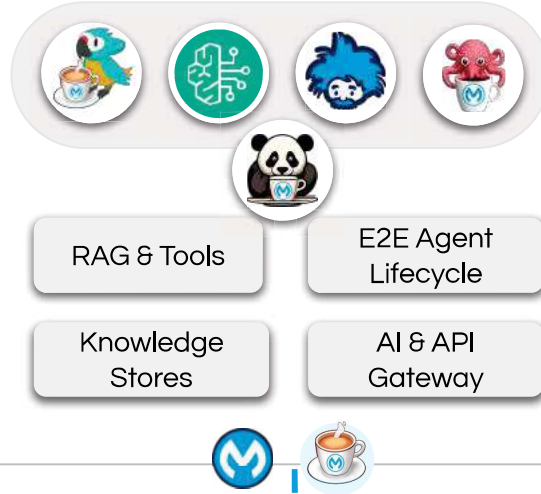 RAG & Tools
E2E Agent
Lifecycle
Knowledge
Stores
AI & API
Gateway